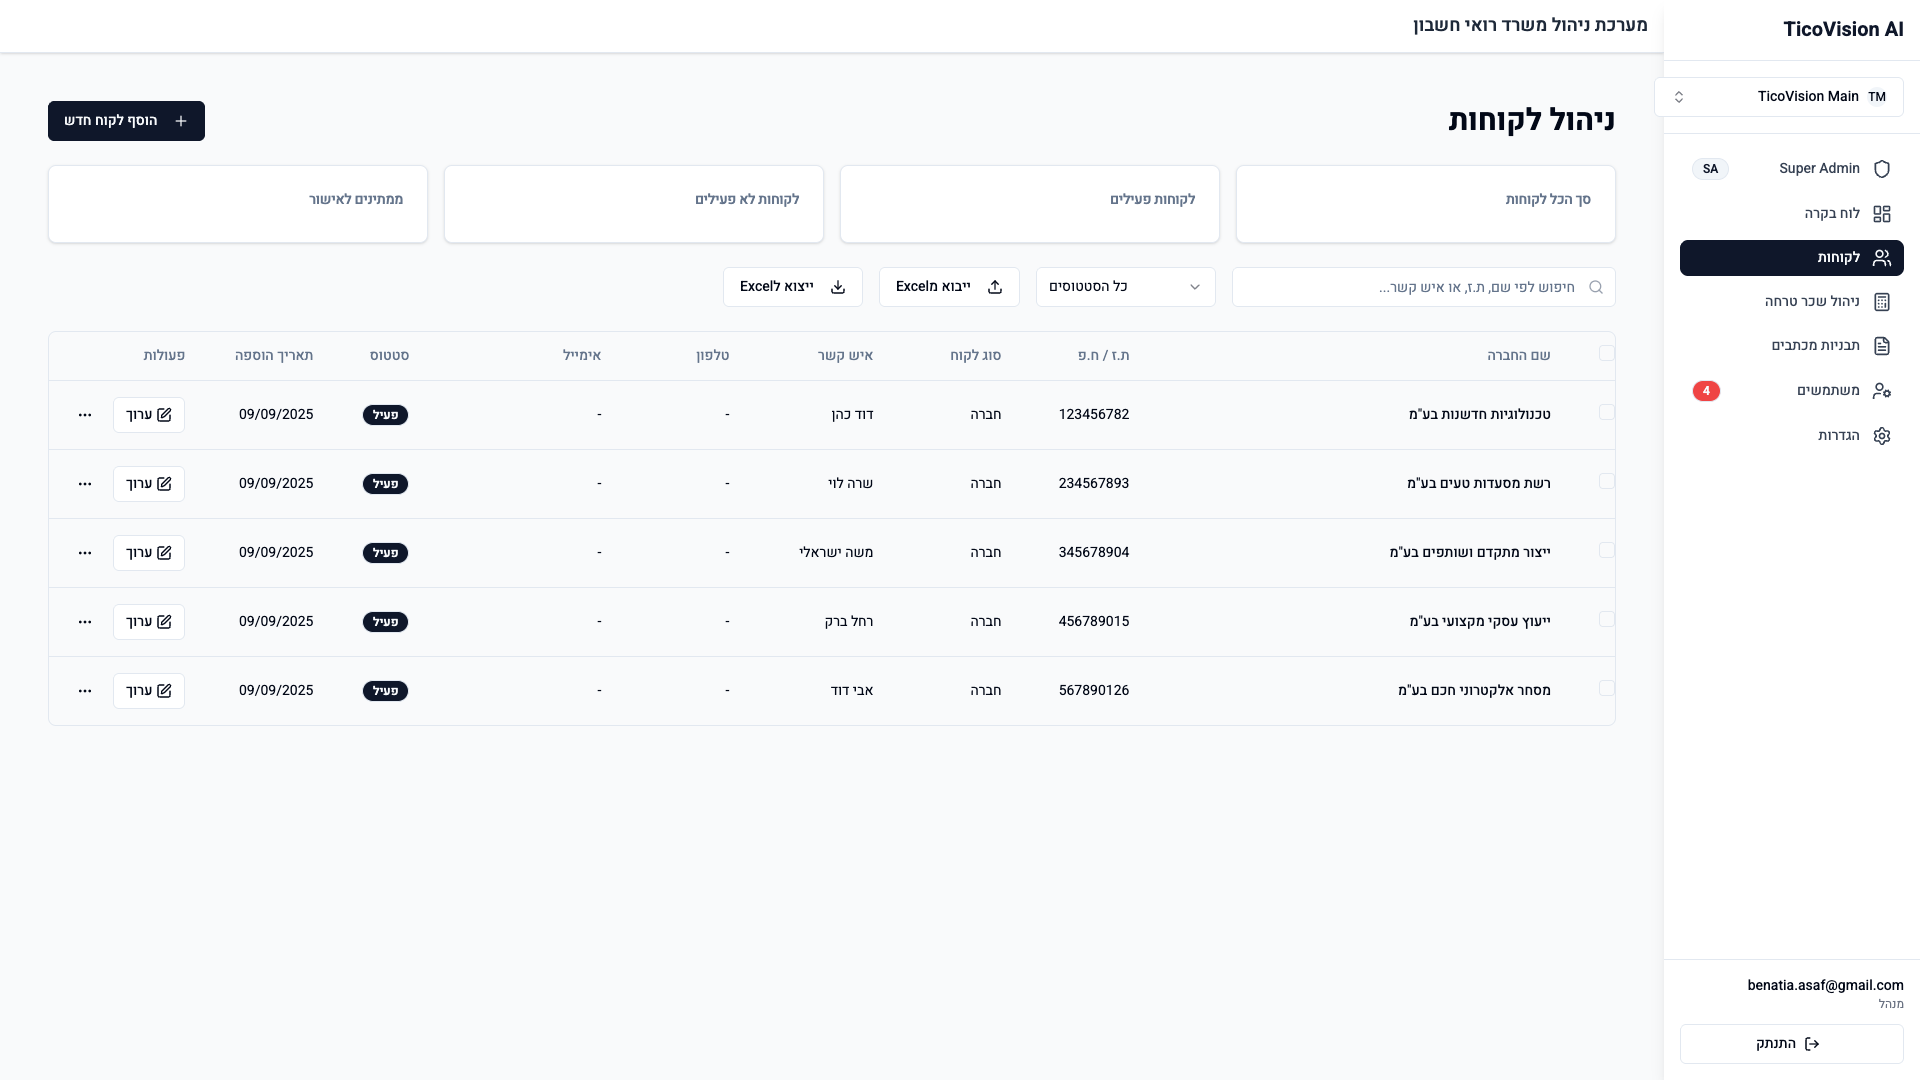 TicoVision AI
TM TicoVision Main
Super Admin SA
לוח בקרה
לקוחות
ניהול שכר טרחה
תבניות מכתבים
משתמשים 4
הגדרות
benatia.asaf@gmail.com
מנהל
התנתק
מערכת ניהול משרד רואי חשבון
ניהול לקוחות
הוסף לקוח חדש
סך הכל לקוחות
לקוחות פעילים
לקוחות לא פעילים
ממתינים לאישור
חיפוש לפי שם, ת.ז, או איש קשר...
כל הסטטוסים
ייבוא מExcel
ייצוא לExcel
שם החברה ת.ז / ח.פ סוג לקוח איש קשר טלפון אימייל סטטוס תאריך הוספה פעולות
טכנולוגיות חדשנות בע"מ 123456782 חברה דוד כהן - - פעיל 09/09/2025 ערוך
רשת מסעדות טעים בע"מ 234567893 חברה שרה לוי - - פעיל 09/09/2025 ערוך
ייצור מתקדם ושותפים בע"מ 345678904 חברה משה ישראלי - - פעיל 09/09/2025 ערוך
ייעוץ עסקי מקצועי בע"מ 456789015 חברה רחל ברק - - פעיל 09/09/2025 ערוך
מסחר אלקטרוני חכם בע"מ 567890126 חברה אבי דוד - - פעיל 09/09/2025 ערוך